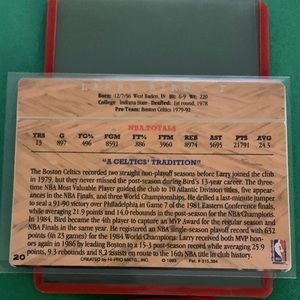 Born: 12/7/56 West Baden, IN Ht: 6-9 Wt: 220
College: Indiana State Drafted: 1st round, 1978
Pro Team: Boston Celtics 1979-92
NBA TOTALS
YRS G FG% FGM FT% FTM REB AST PTS AVG
13 897 496 8591 886 3960 8974 5695 21791 24.3
"A CELTICS' TRADITION"
The Boston Celtics recorded two straight non-playoff seasons before Larry joined the club
in 1979, but they never missed the post-season during Bird's 13-year career. The three-
time NBA Most Valuable Player guided the club to 10 Atlantic Division titles, five appear-
ances in the NBA Finals, and three World Championships. He drilled a last-minute jumper
to seal a 91-90 victory over Philadelphia in Game 7 of the 1981 Eastern Conference finals,
averaging 21.9 points and 14.0 rebounds in the post-season for the NBA Champions.
In 1984, Bird became the 4th player to capture an MVP Award for the regular season and
NBA Finals in the same year. He registered an NBA single-season playoff record with 632
points (in 23 games) for the 1984 World Champions. Larry received both MVP hon-
ors again in 1986 by leading Boston to a 15-3 post-season record while averaging 25.9
points, 9.3 rebounds and 8.2 assists en route to the 16th NBA title in club history.
20
CREATED by HI-PRO MKTG., INC. © 1993 Pat. # 315,364